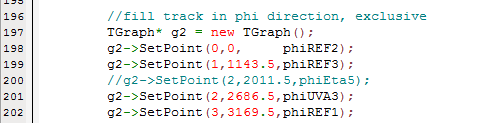 195
196 //fill track in phi direction, exclusive
197 TGraph* g2 = new TGraph();
198 g2->SetPoint(0,0, phiREF2);
199 g2->SetPoint(1,1143.5,phiREF3);
200 //g2->SetPoint(2,2011.5,phiEta5);
201 g2->SetPoint(2,2686.5,phiUVA3);
202 g2->SetPoint(3,3169.5,phiREF1);